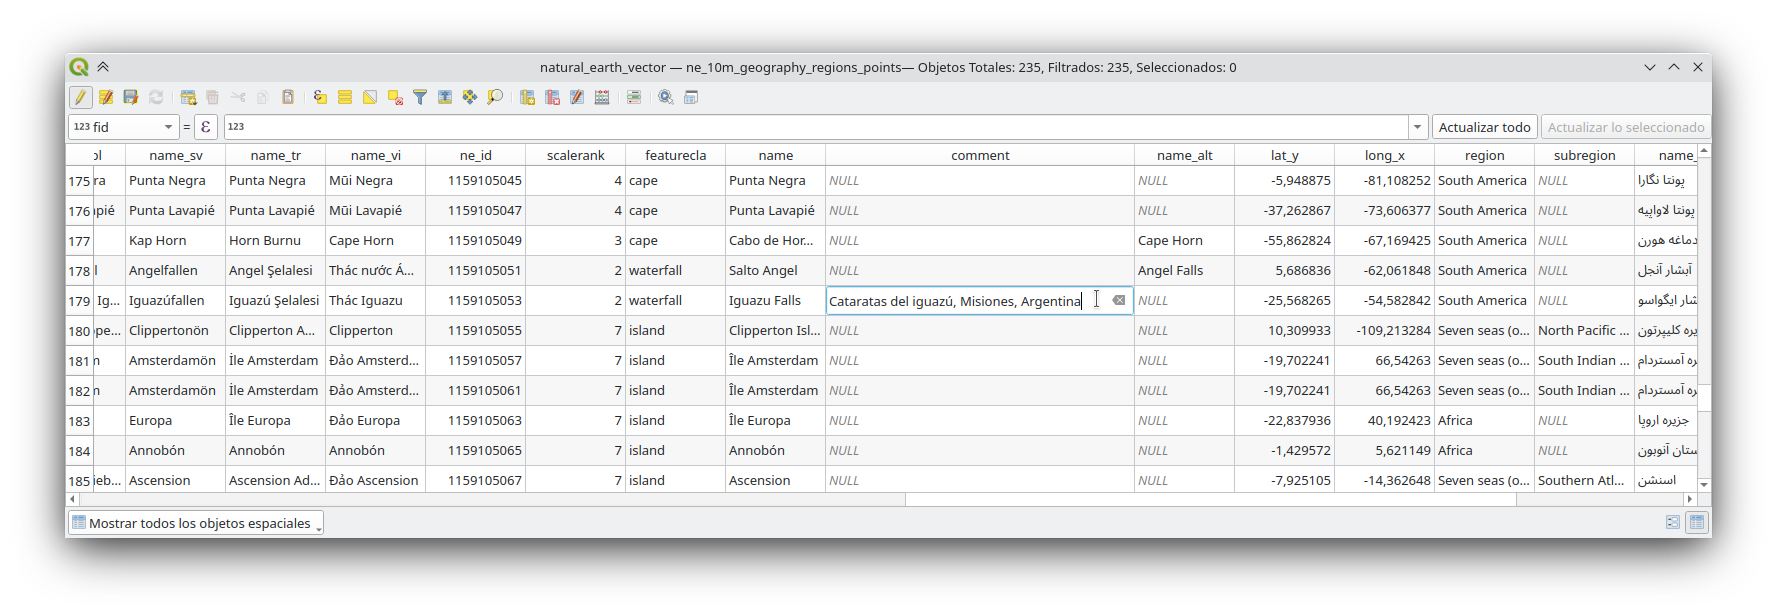 natural_earth_vector — ne_10m_geography_regions_points— Objetos Totales: 235, Filtrados: 235, Seleccionados: 0
123 fid = ε 123 Actualizar todo Actualizar lo seleccionado
name_sv name_tr name_vi ne_id scalerank featurecla name comment name_alt lat_y long_x region subregion name_
175 ra Punta Negra Punta Negra Mũi Negra 1159105045 4 cape Punta Negra NULL NULL -5,948875 -81,108252 South America NULL پونتا نگارا
176 pié Punta Lavapié Punta Lavapié Mũi Lavapié 1159105047 4 cape Punta Lavapié NULL NULL -37,262867 -73,606377 South America NULL پونتا لاواپیه
177 Kap Horn Horn Burnu Cape Horn 1159105049 3 cape Cabo de Hor... NULL Cape Horn -55,862824 -67,169425 South America NULL دماغه هورن
178 l Angelfallen Angel Şelalesi Thác nước Á... 1159105051 2 waterfall Salto Angel NULL Angel Falls 5,686836 -62,061848 South America NULL آبشار آنجل
179 Ig... Iguazúfallen Iguazú Şelalesi Thác Iguazu 1159105053 2 waterfall Iguazu Falls Cataratas del iguazú, Misiones, Argentina NULL -25,568265 -54,582842 South America NULL شار ایگواسو
180 pe... Clippertonön Clipperton A... Clipperton 1159105055 7 island Clipperton Isl... NULL NULL 10,309933 -109,213284 Seven seas (o... North Pacific ... یره کلیپرتون
181 Amsterdamön İle Amsterdam Đảo Amsterd... 1159105057 7 island Île Amsterdam NULL NULL -19,702241 66,54263 Seven seas (o... South Indian ... ره آمستردام
182 Amsterdamön İle Amsterdam Đảo Amsterd... 1159105061 7 island Île Amsterdam NULL NULL -19,702241 66,54263 Seven seas (o... South Indian ... ره آمستردام
183 Europa Île Europa Đảo Europa 1159105063 7 island Île Europa NULL NULL -22,837936 40,192423 Africa NULL جزیره اروپا
184 Annobón Annobón Annobón 1159105065 7 island Annobón NULL NULL -1,429572 5,621149 Africa NULL ستان آنوبون
185 ieb... Ascension Ascension Ad... Đảo Ascension 1159105067 7 island Ascension NULL NULL -7,925105 -14,362648 Seven seas (o... Southern Atl... اسنشن
Mostrar todos los objetos espaciales